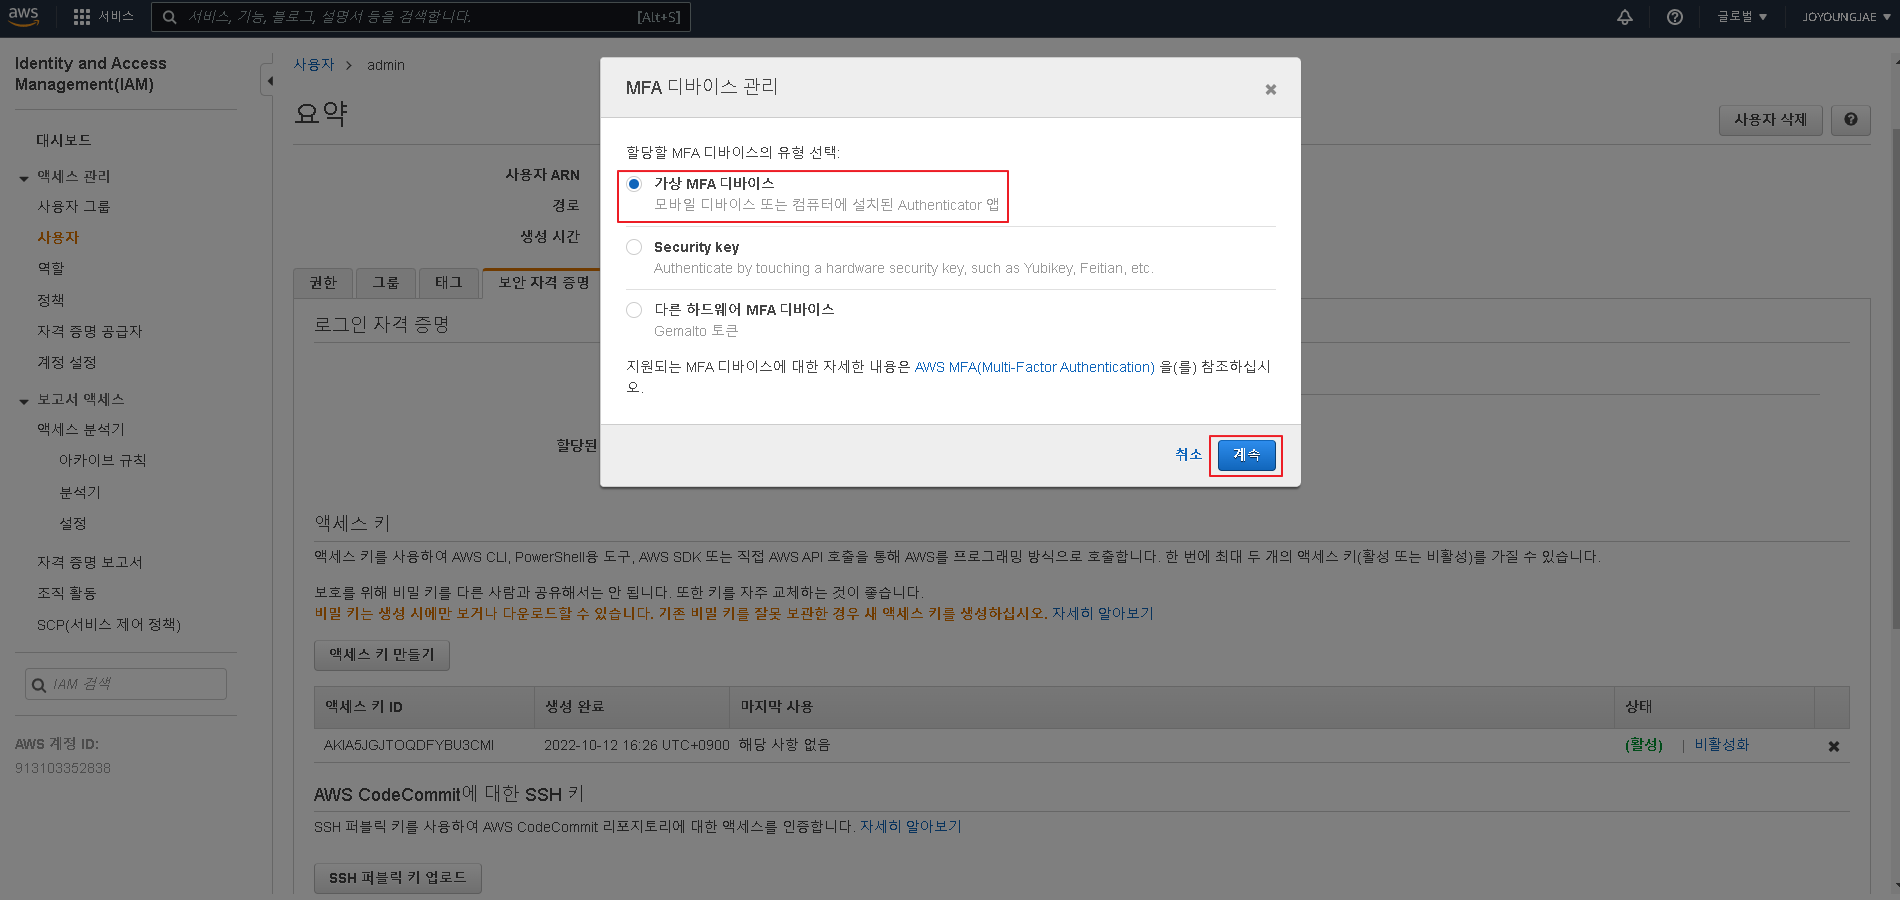 aws
서비스
서비스, 기능, 블로그, 설명서 등을 검색합니다.
[Alt+S]
글로벌
JOYOUNGJAE
Identity and Access
Management(IAM)
대시보드
액세스 관리
사용자 그룹
사용자
역할
정책
자격 증명 공급자
계정 설정
보고서 액세스
액세스 분석기
아카이브 규칙
분석기
설정
자격 증명 보고서
조직 활동
SCP(서비스 제어 정책)
IAM 검색
AWS 계정 ID:
913103352838
사용자 > admin
요약
사용자 삭제
사용자 ARN
경로
생성 시간
권한
그룹
태그
보안 자격 증명
로그인 자격 증명
할당된
MFA 디바이스 관리
할당할 MFA 디바이스의 유형 선택:
가상 MFA 디바이스
모바일 디바이스 또는 컴퓨터에 설치된 Authenticator 앱
Security key
Authenticate by touching a hardware security key, such as Yubikey, Feitian, etc.
다른 하드웨어 MFA 디바이스
Gemalto 토큰
지원되는 MFA 디바이스에 대한 자세한 내용은 AWS MFA(Multi-Factor Authentication) 을(를) 참조하십시
오.
취소
계속
액세스 키
액세스 키를 사용하여 AWS CLI, PowerShell용 도구, AWS SDK 또는 직접 AWS API 호출을 통해 AWS를 프로그래밍 방식으로 호출합니다. 한 번에 최대 두 개의 액세스 키(활성 또는 비활성)를 가질 수 있습니다.
보호를 위해 비밀 키를 다른 사람과 공유해서는 안 됩니다. 또한 키를 자주 교체하는 것이 좋습니다.
비밀 키는 생성 시에만 보거나 다운로드할 수 있습니다. 기존 비밀 키를 잘못 보관한 경우 새 액세스 키를 생성하십시오. 자세히 알아보기
액세스 키 만들기
액세스 키 ID
생성 완료
마지막 사용
상태
AKIA5JGJTOQDFYBU3CMI
2022-10-12 16:26 UTC+0900
해당 사항 없음
(활성) | 비활성화
AWS CodeCommit에 대한 SSH 키
SSH 퍼블릭 키를 사용하여 AWS CodeCommit 리포지토리에 대한 액세스를 인증합니다. 자세히 알아보기
SSH 퍼블릭 키 업로드